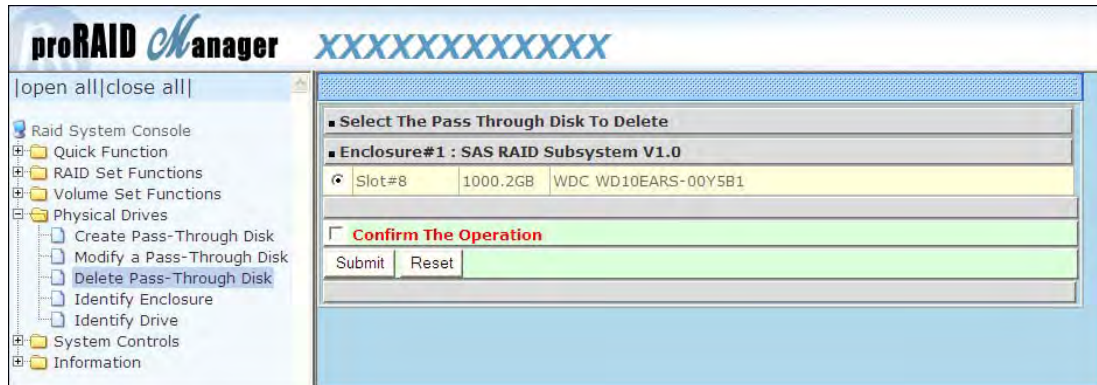 proRAID Manager XXXXXXXXXXXX
|open all|close all|
Raid System Console
Quick Function
RAID Set Functions
Volume Set Functions
Physical Drives
Create Pass-Through Disk
Modify a Pass-Through Disk
Delete Pass-Through Disk
Identify Enclosure
Identify Drive
System Controls
Information
Select The Pass Through Disk To Delete
Enclosure#1 : SAS RAID Subsystem V1.0
Slot#8 1000.2GB WDC WD10EARS-00Y5B1
Confirm The Operation
Submit Reset